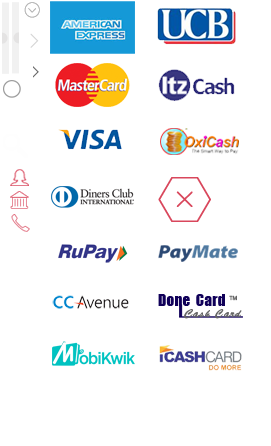 AMERICAN
EXPRESS
UCB
MasterCard
Itz Cash
VISA
OxiCash
The Smart Way to Pay
Diners Club
INTERNATIONAL
RuPay
PayMate
CCAvenue
Done Card ™
Cash Card
MobiKwik
iCASHCARD
DO MORE